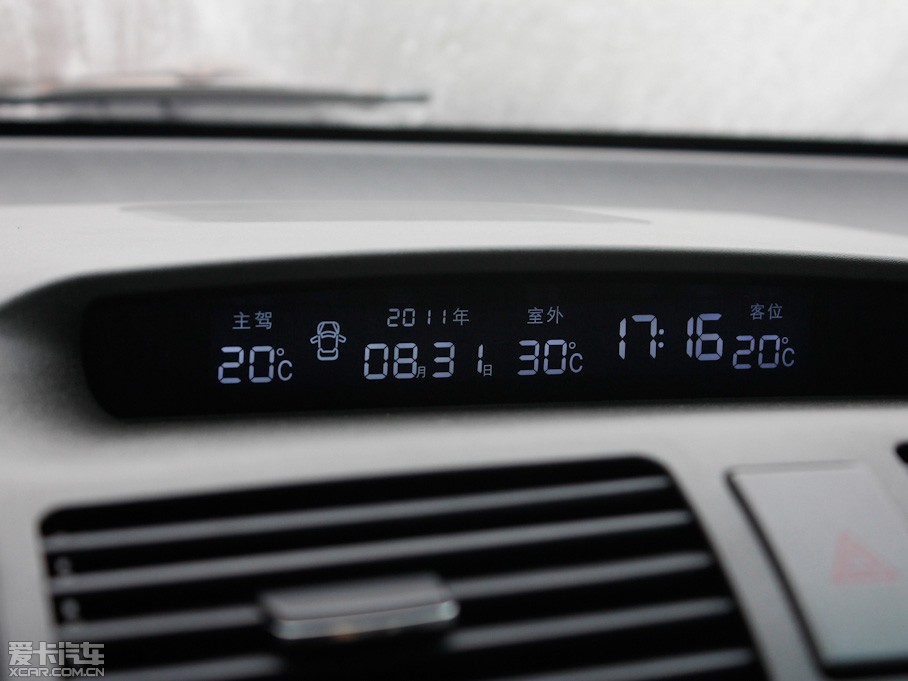 主驾 2011年 室外 客位
20℃ 08月31日 30℃ 17:16 20℃
爱卡汽车
XCAR.COM.CN